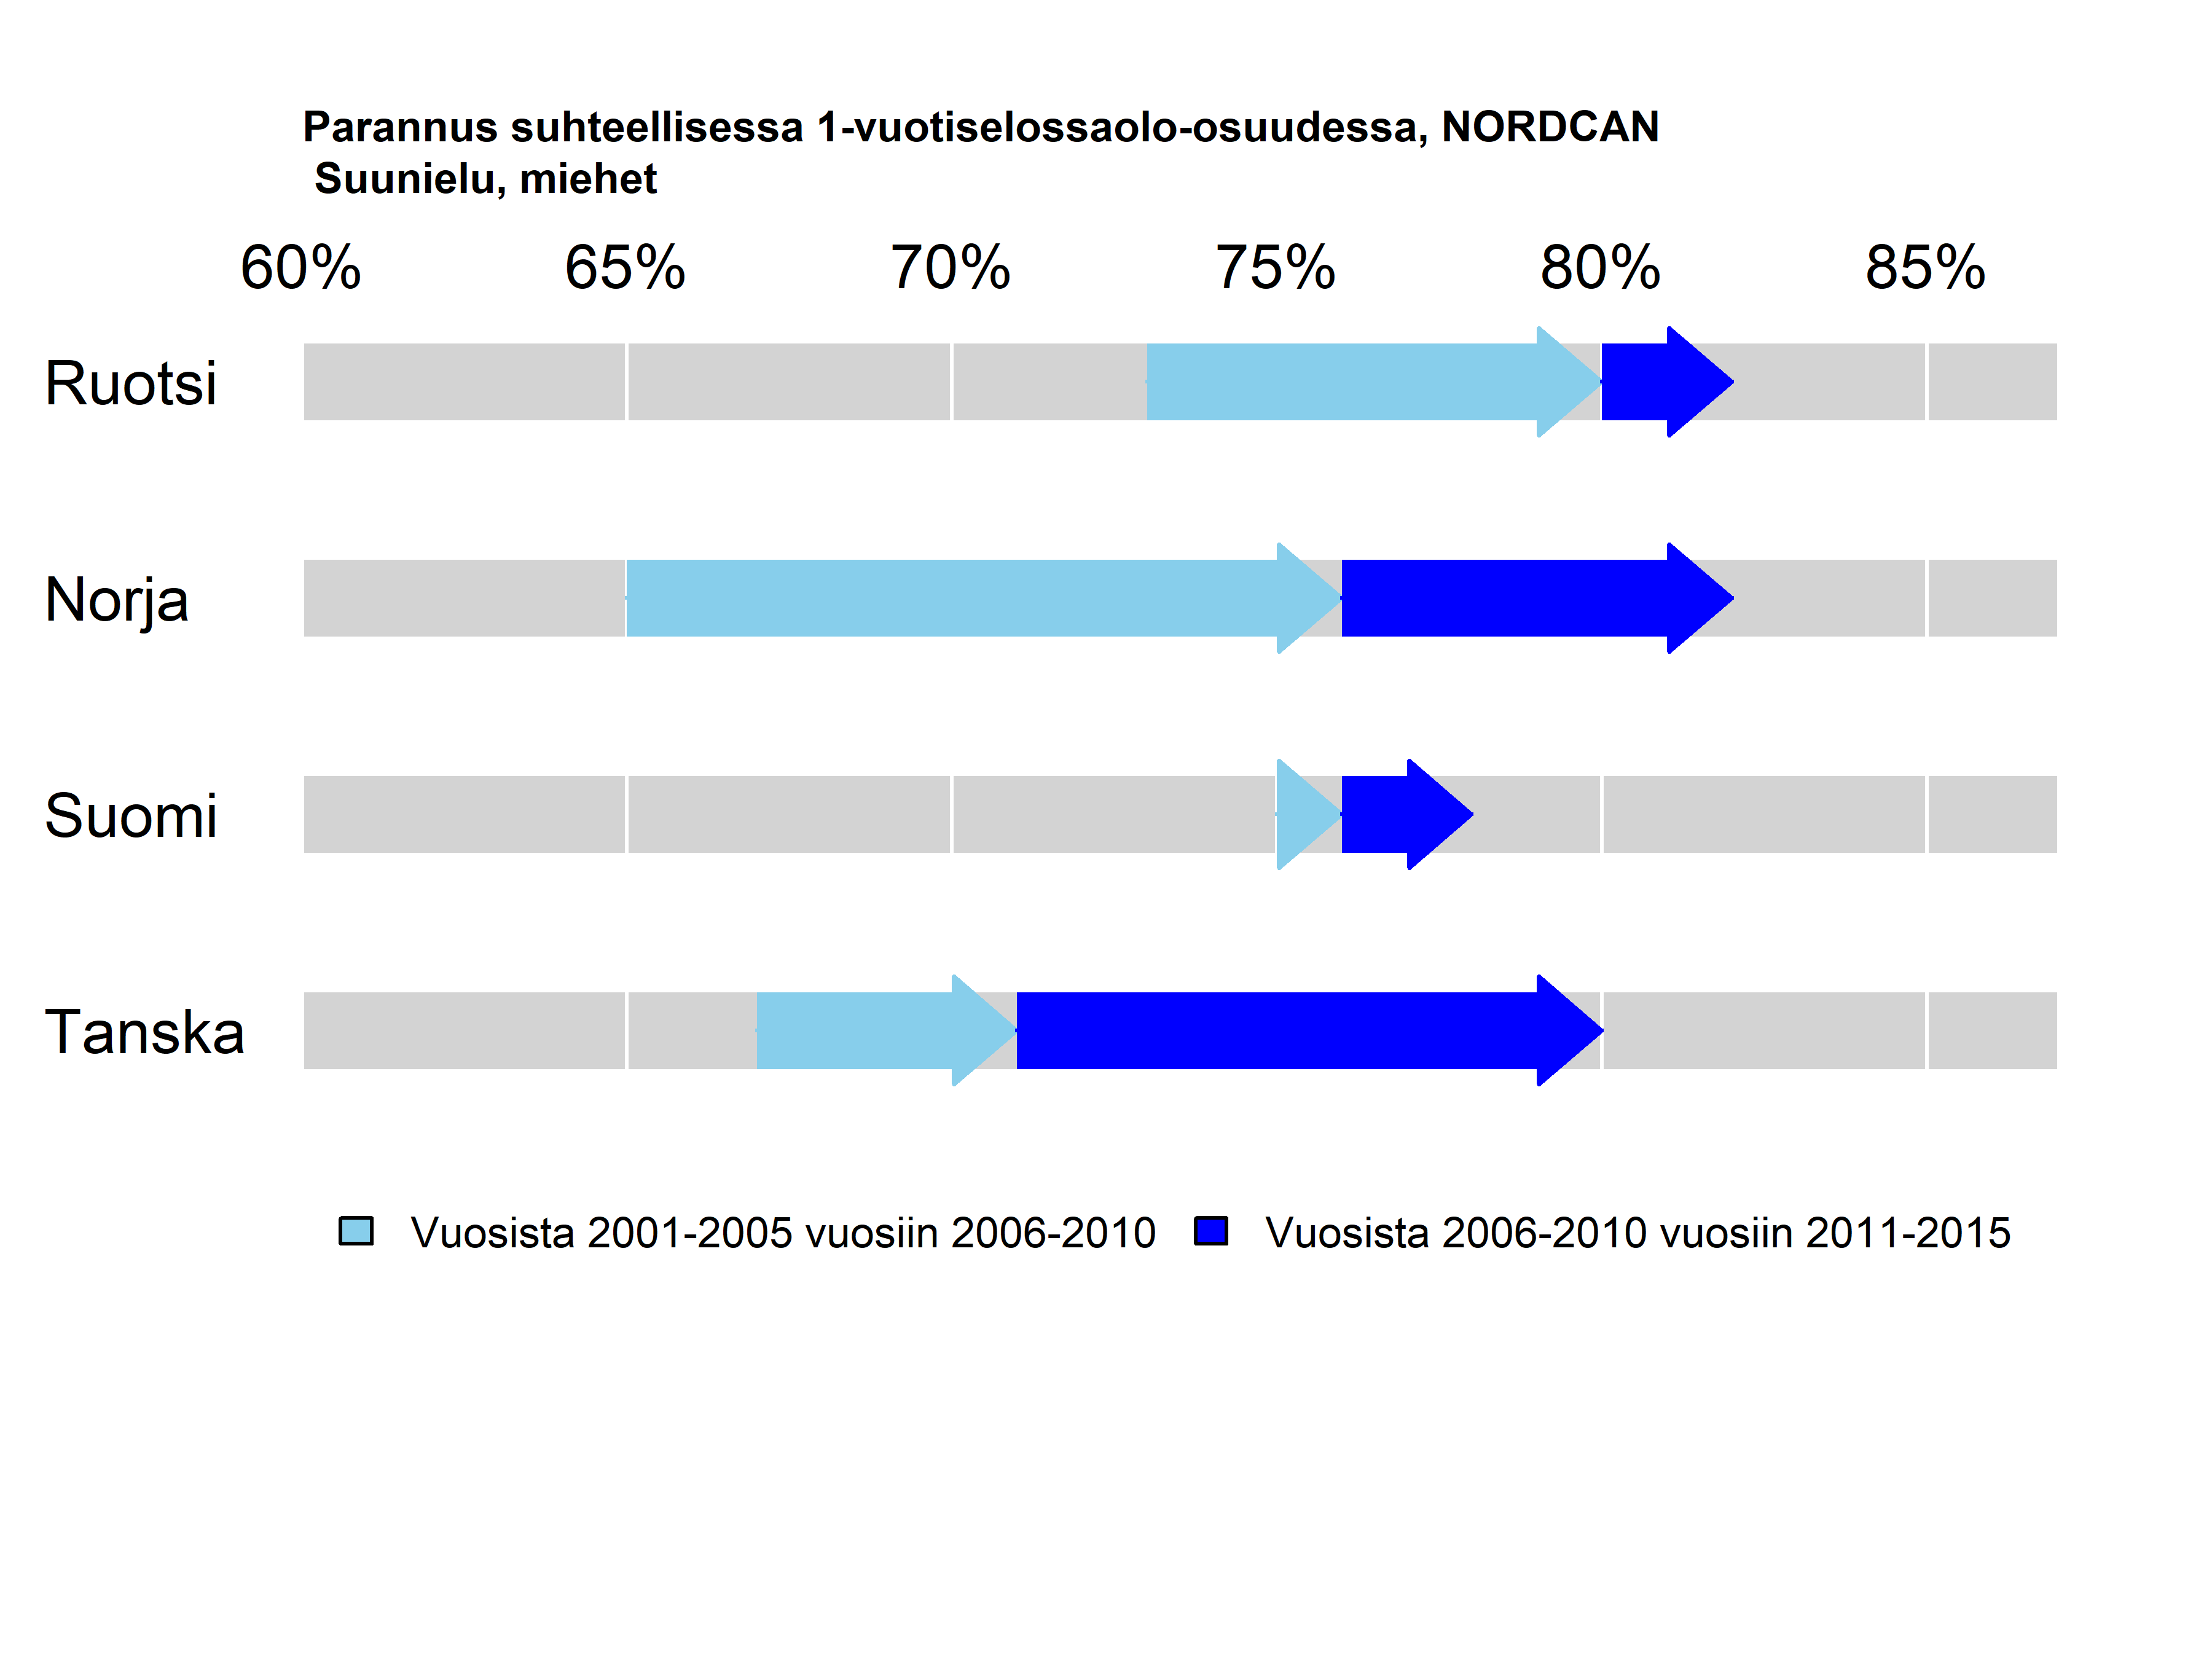 Parannus suhteellisessa 1-vuotiselossaolo-osuudessa, NORDCAN
Suunielu, miehet
60% 65% 70% 75% 80% 85%
Ruotsi
Norja
Suomi
Tanska
Vuosista 2001-2005 vuosiin 2006-2010 Vuosista 2006-2010 vuosiin 2011-2015